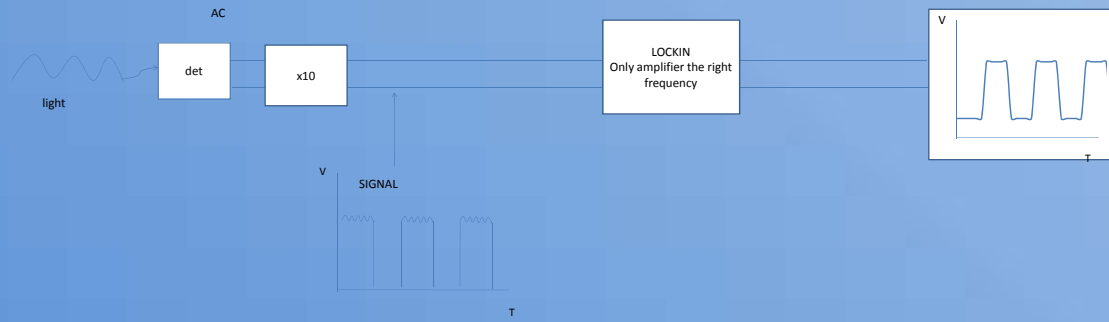 AC
V
LOCKIN
Only amplifier the right
frequency
det
x10
light
T
V
SIGNAL
T